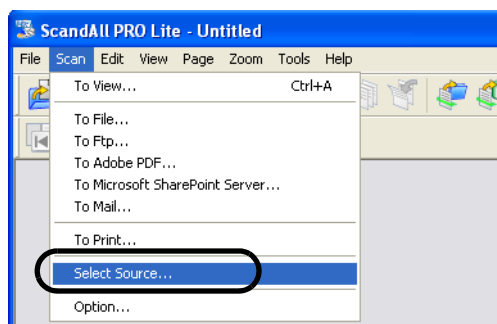 ScandAll PRO Lite - Untitled
File Scan Edit View Page Zoom Tools Help
To View... Ctrl+A
To File...
To Ftp...
To Adobe PDF...
To Microsoft SharePoint Server...
To Mail...
To Print...
Select Source...
Option...